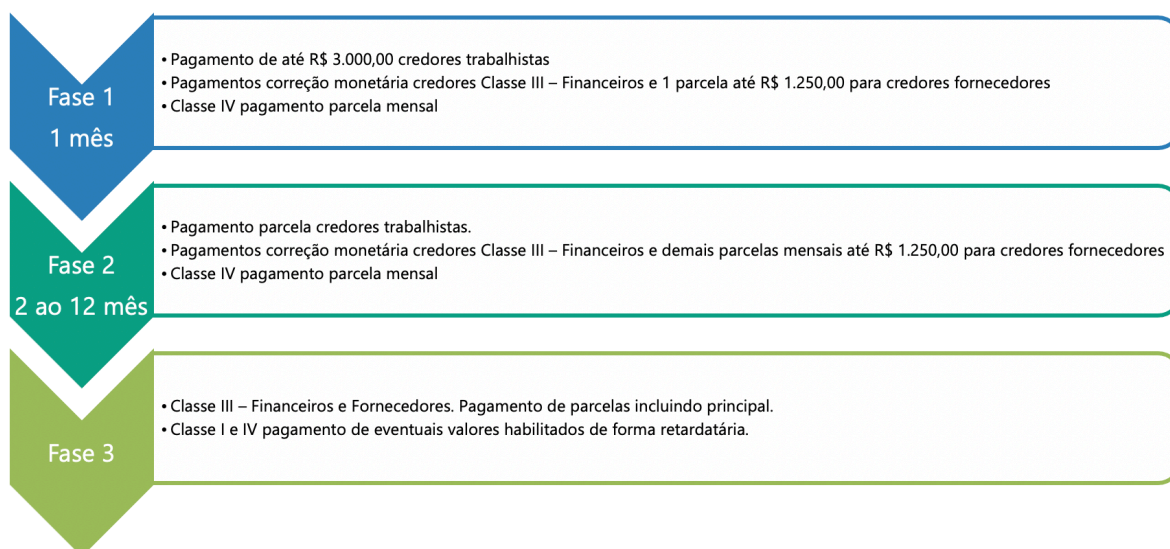 Fase 1
1 mês
• Pagamento de até R$ 3.000,00 credores trabalhistas
• Pagamentos correção monetária credores Classe III – Financeiros e 1 parcela até R$ 1.250,00 para credores fornecedores
• Classe IV pagamento parcela mensal
Fase 2
2 ao 12 mês
• Pagamento parcela credores trabalhistas.
• Pagamentos correção monetária credores Classe III – Financeiros e demais parcelas mensais até R$ 1.250,00 para credores fornecedores
• Classe IV pagamento parcela mensal
Fase 3
• Classe III – Financeiros e Fornecedores. Pagamento de parcelas incluindo principal.
• Classe I e IV pagamento de eventuais valores habilitados de forma retardatária.